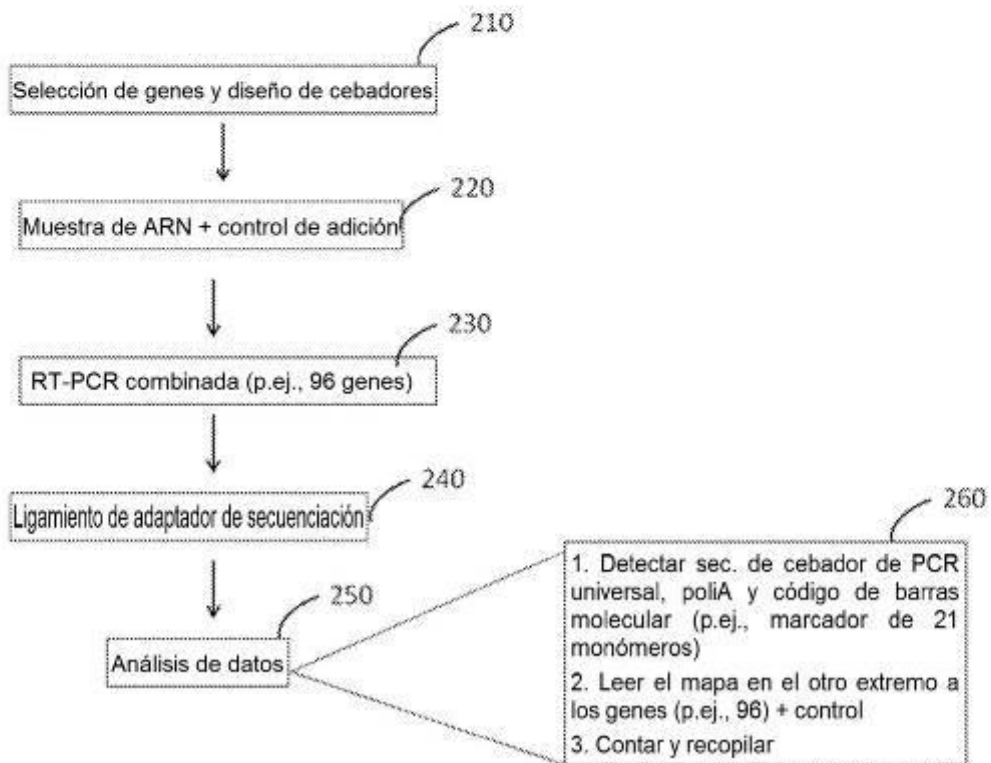 210
Selección de genes y diseño de cebadores
220
Muestra de ARN + control de adición
230
RT-PCR combinada (p.ej., 96 genes)
240
Ligamiento de adaptador de secuenciación
250
Análisis de datos
260
1. Detectar sec. de cebador de PCR
universal, poliA y código de barras
molecular (p.ej., marcador de 21
monómeros)
2. Leer el mapa en el otro extremo a
los genes (p.ej., 96) + control
3. Contar y recopilar